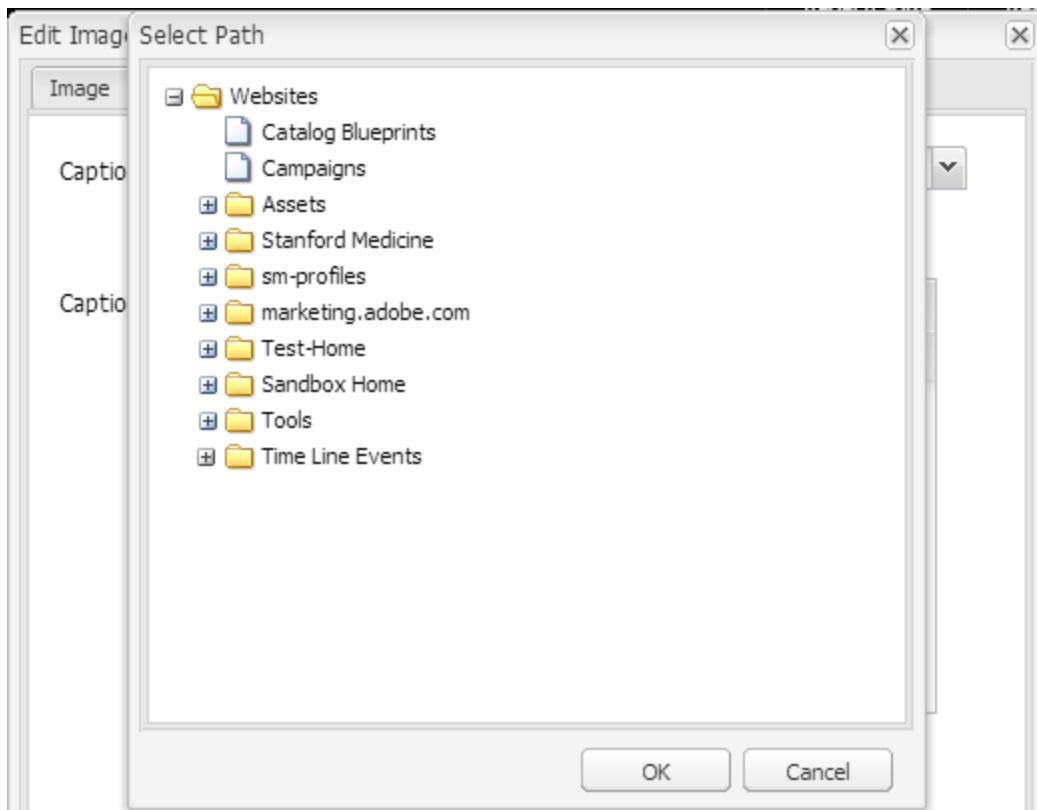 Edit Imag
Select Path
Image
Websites
Catalog Blueprints
Campaigns
Captio
Assets
Stanford Medicine
sm-profiles
Captio
marketing.adobe.com
Test-Home
Sandbox Home
Tools
Time Line Events
OK
Cancel